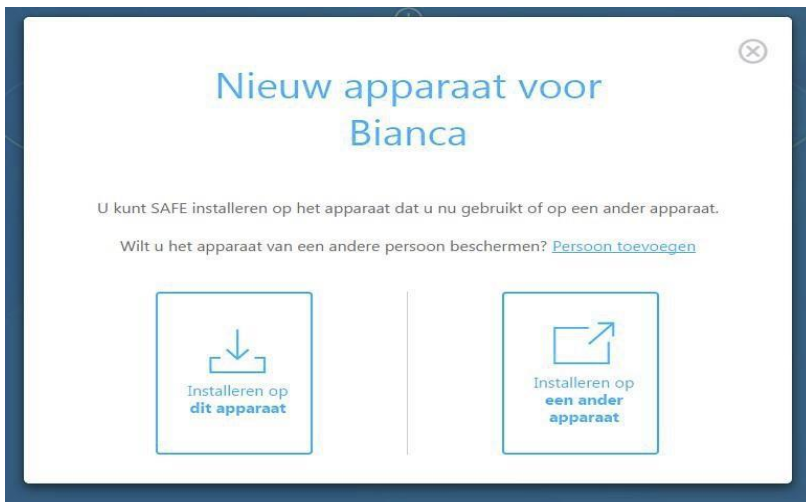 Nieuw apparaat voor
Bianca
U kunt SAFE installeren op het apparaat dat u nu gebruikt of op een ander apparaat.
Wilt u het apparaat van een andere persoon beschermen? Persoon toevoegen
Installeren op
dit apparaat
Installeren op
een ander
apparaat